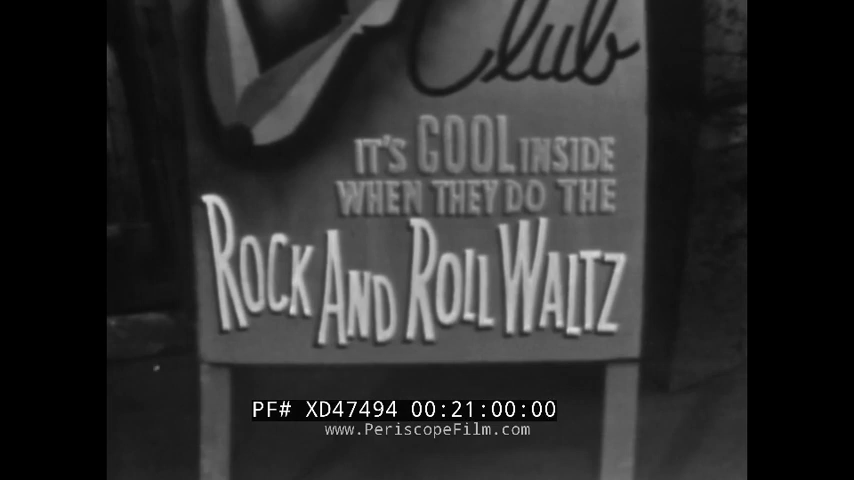 Club
IT'S COOL INSIDE
WHEN THEY DO THE
ROCK AND ROLL WALTZ
PF# XD47494 00:21:00:00
www.PeriscopeFilm.com